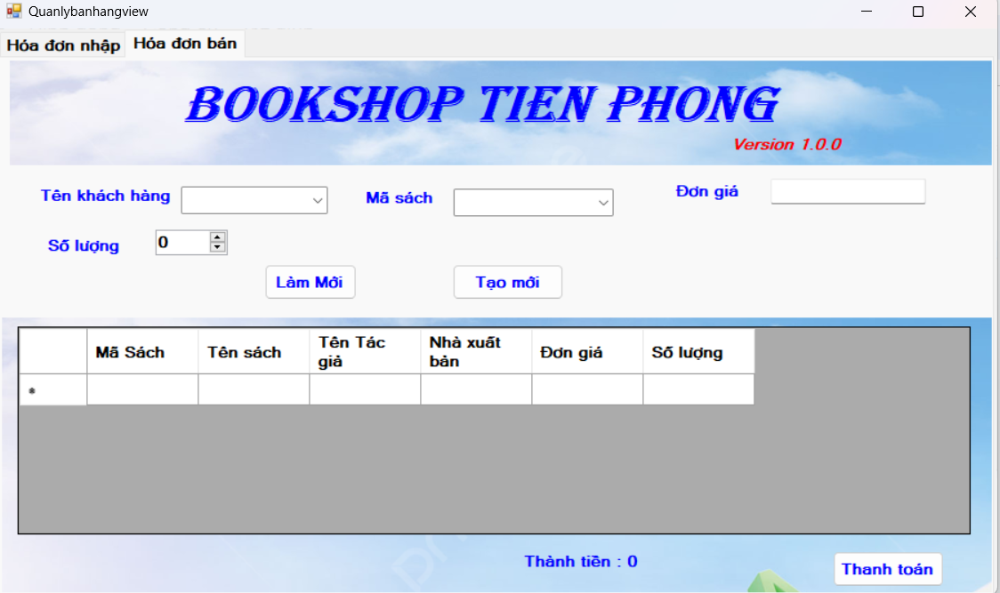 Quanlybanhangview
Hóa đơn nhập Hóa đơn bán
BOOKSHOP TIEN PHONG
Version 1.0.0
Tên khách hàng Mã sách Đơn giá
Số lượng 0
Làm Mới Tạo mới
Mã Sách Tên sách Tên Tác giả Nhà xuất bản Đơn giá Số lượng
Thành tiền : 0
Thanh toán